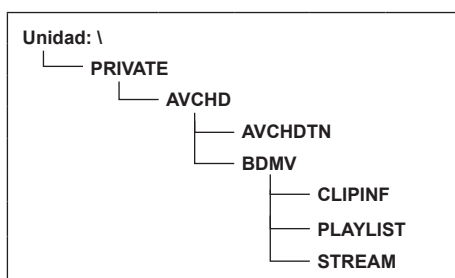 Unidad: \
PRIVATE
AVCHD
AVCHDTN
BDMV
CLIPINF
PLAYLIST
STREAM